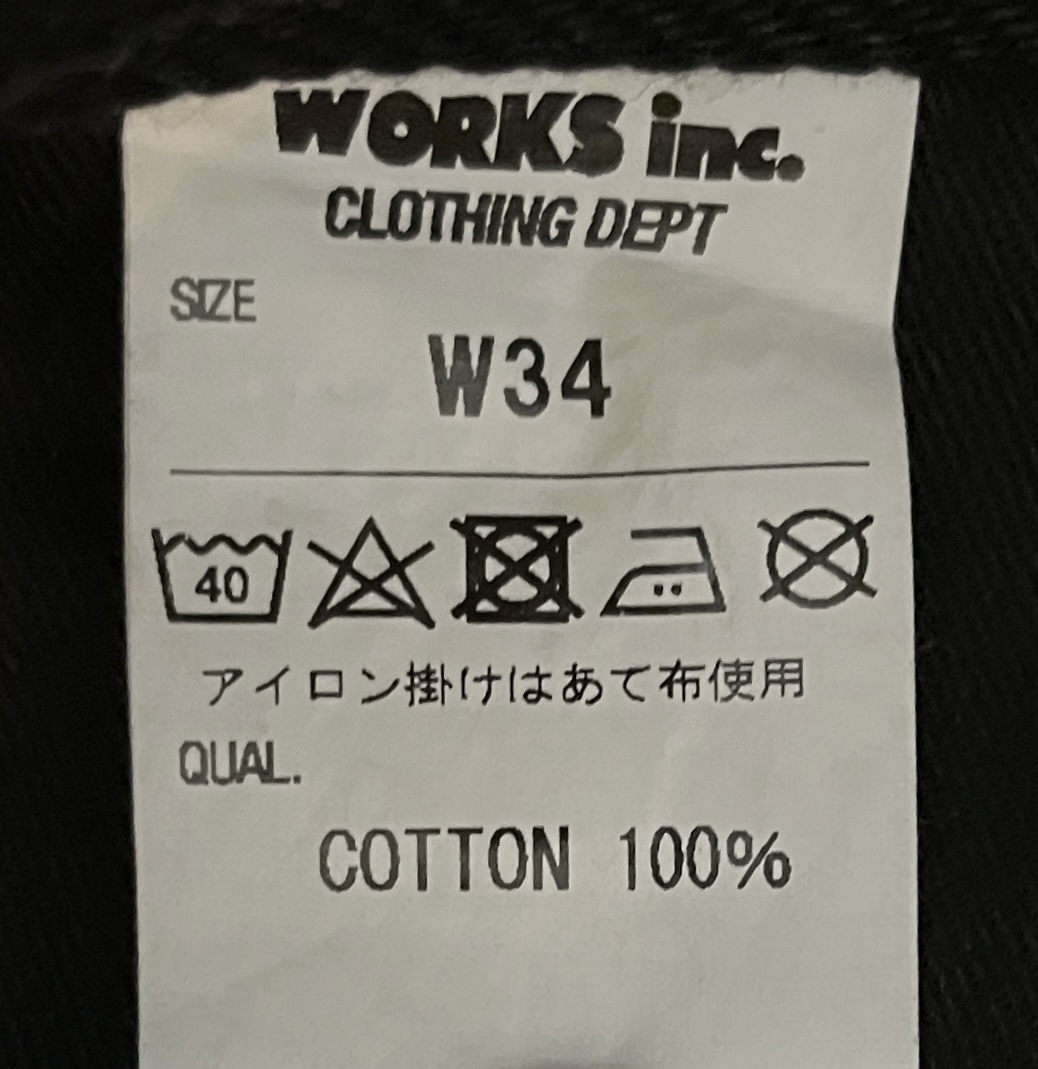 WORKS inc.
CLOTHING DEPT
SIZE
W34
40
アイロン掛けはあて布使用
QUAL.
COTTON 100%